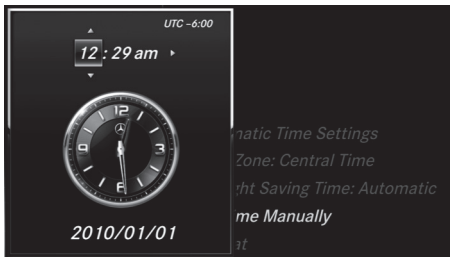 UTC –6:00
12 : 29 am
12
3
6
9
2010/01/01
matic Time Settings
Zone: Central Time
ght Saving Time: Automatic
me Manually
at